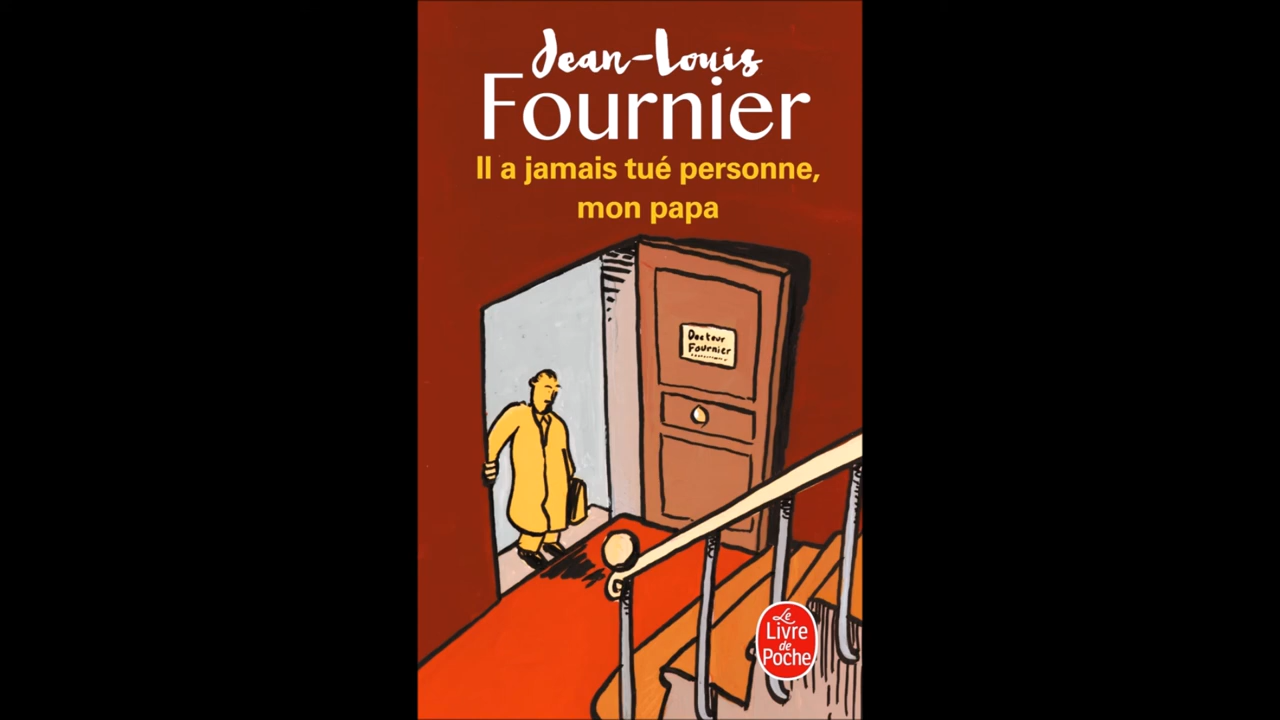 Jean-Louis
Fournier
Il a jamais tué personne,
mon papa
Docteur
Fournier
Le
Livre
de
Poche